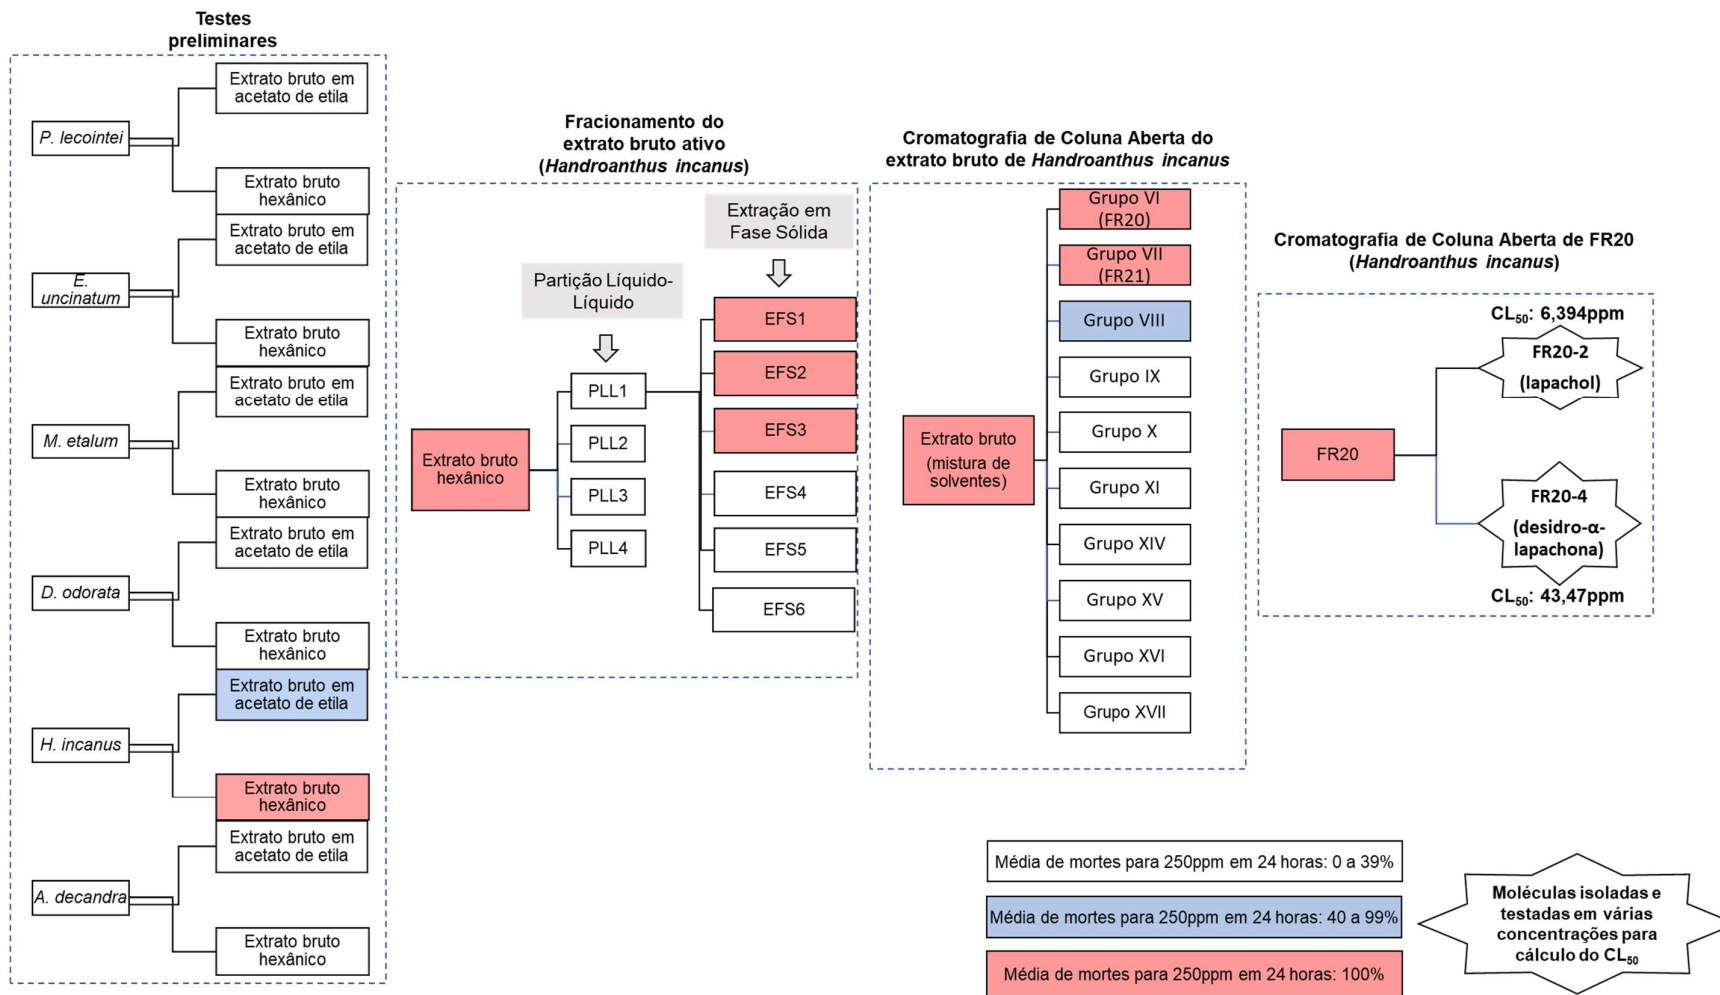 Testes
preliminares
P. lecointei
Extrato bruto em
acetato de etila
Extrato bruto
hexânico
E.
uncinatum
Extrato bruto em
acetato de etila
Extrato bruto
hexânico
M. etalum
Extrato bruto em
acetato de etila
Extrato bruto
hexânico
D. odorata
Extrato bruto em
acetato de etila
Extrato bruto
hexânico
H. incanus
Extrato bruto em
acetato de etila
Extrato bruto
hexânico
A. decandra
Extrato bruto em
acetato de etila
Extrato bruto
hexânico
Fracionamento do
extrato bruto ativo
(Handroanthus incanus)
Extração em
Fase Sólida
Partição Líquido-
Líquido
Extrato bruto
hexânico
PLL1
PLL2
PLL3
PLL4
EFS1
EFS2
EFS3
EFS4
EFS5
EFS6
Cromatografia de Coluna Aberta do
extrato bruto de Handroanthus incanus
Extrato bruto
(mistura de
solventes)
Grupo VI
(FR20)
Grupo VII
(FR21)
Grupo VIII
Grupo IX
Grupo X
Grupo XI
Grupo XIV
Grupo XV
Grupo XVI
Grupo XVII
Cromatografia de Coluna Aberta de FR20
(Handroanthus incanus)
FR20
CL₅₀: 6,394ppm
FR20-2
(lapachol)
FR20-4
(desidro-α-
lapachona)
CL₅₀: 43,47ppm
Média de mortes para 250ppm em 24 horas: 0 a 39%
Média de mortes para 250ppm em 24 horas: 40 a 99%
Média de mortes para 250ppm em 24 horas: 100%
Moléculas isoladas e
testadas em várias
concentrações para
cálculo do CL₅₀